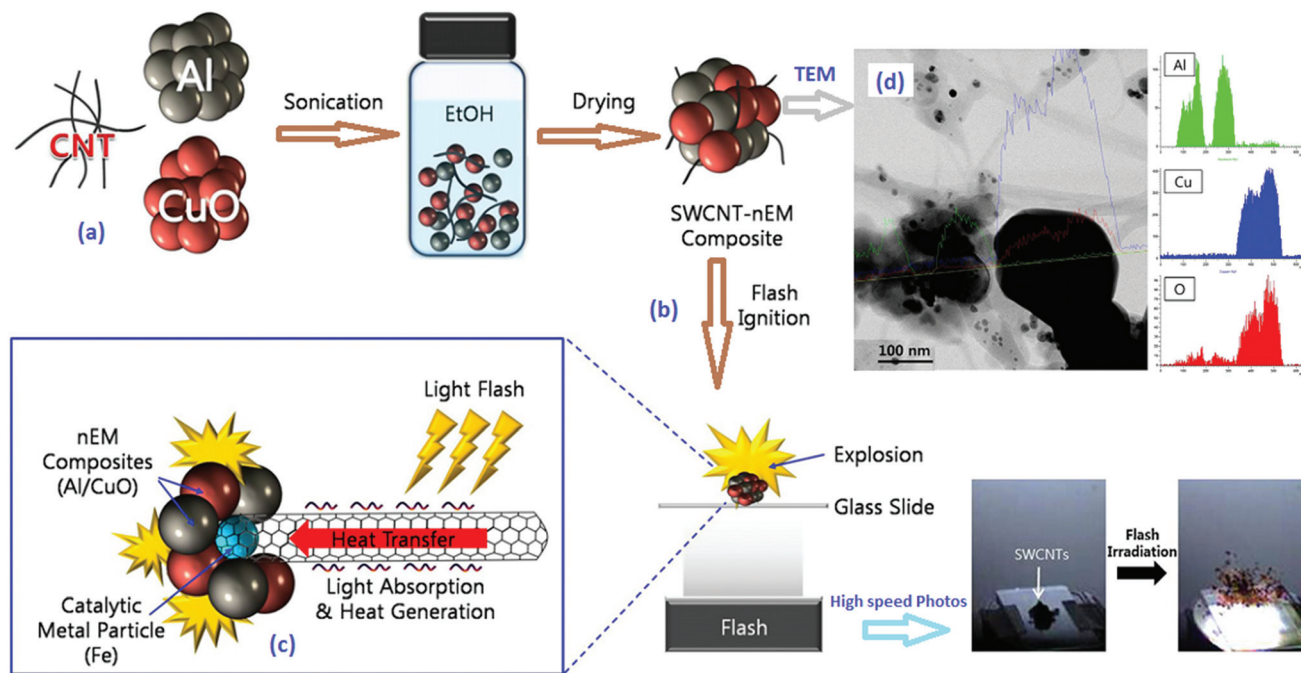 CNT
Al
CuO
(a)
Sonication
EtOH
Drying
SWCNT-nEM
Composite
TEM
(d)
100 nm
Al
Cu
O
(b)
Flash
Ignition
Light Flash
nEM
Composites
(Al/CuO)
Heat Transfer
Light Absorption
& Heat Generation
Catalytic
Metal Particle
(Fe)
(c)
Explosion
Glass Slide
Flash
High speed Photos
SWCNTs
Flash
Irradiation